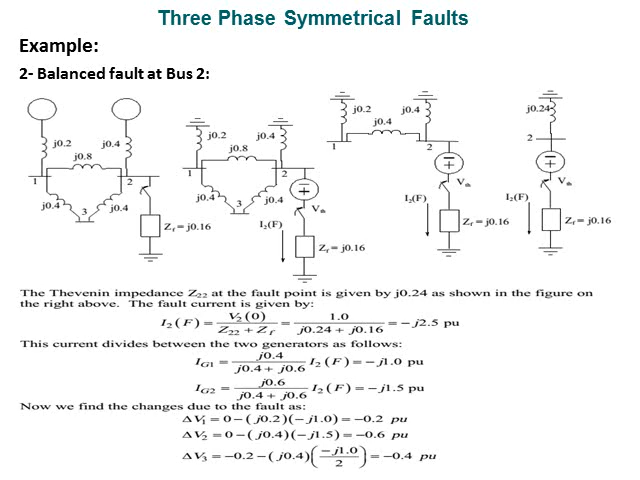 Three Phase Symmetrical Faults
Example:
2- Balanced fault at Bus 2:
j0.2 j0.4
j0.8
1 2
j0.4 3 j0.4
Z_f = j0.16
j0.2 j0.4
j0.8
1 2
j0.4 3 j0.4
V_th
I₂(F)
Z_f = j0.16
j0.2 j0.4
j0.4
1 2
V_th
I₂(F)
Z_f = j0.16
j0.24
2
V_th
I₂(F)
Z_f = j0.16
The Thevenin impedance Z₂₂ at the fault point is given by j0.24 as shown in the figure on
the right above. The fault current is given by:
I₂(F) = V₂(0) / (Z₂₂ + Z_f) = 1.0 / (j0.24 + j0.16) = −j2.5 pu
This current divides between the two generators as follows:
I_G1 = j0.4 / (j0.4 + j0.6) I₂(F) = −j1.0 pu
I_G2 = j0.6 / (j0.4 + j0.6) I₂(F) = −j1.5 pu
Now we find the changes due to the fault as:
ΔV₁ = 0 − (j0.2)(−j1.0) = −0.2 pu
ΔV₂ = 0 − (j0.4)(−j1.5) = −0.6 pu
ΔV₃ = −0.2 − (j0.4)(−j1.0 / 2) = −0.4 pu